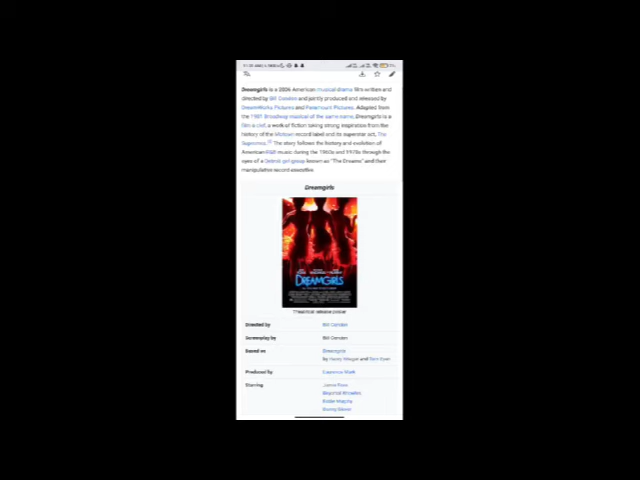 Dreamgirls is a 2006 American musical drama film written and
directed by Bill Condon and jointly produced and released by
DreamWorks Pictures and Paramount Pictures. Adapted from
the 1981 Broadway musical of the same name, Dreamgirls is a
film à clef, a work of fiction taking strong inspiration from the
history of the Motown record label and its superstar act, The
Supremes. The story follows the history and evolution of
American R&B music during the 1960s and 1970s through the
eyes of a Detroit girl group known as "The Dreams" and their
manipulative record executive.
Dreamgirls
DREAMGIRLS
Theatrical release poster
Directed by Bill Condon
Screenplay by Bill Condon
Based on Dreamgirls
by Henry Krieger and Tom Eyen
Produced by Laurence Mark
Starring Jamie Foxx
Beyoncé Knowles
Eddie Murphy
Danny Glover